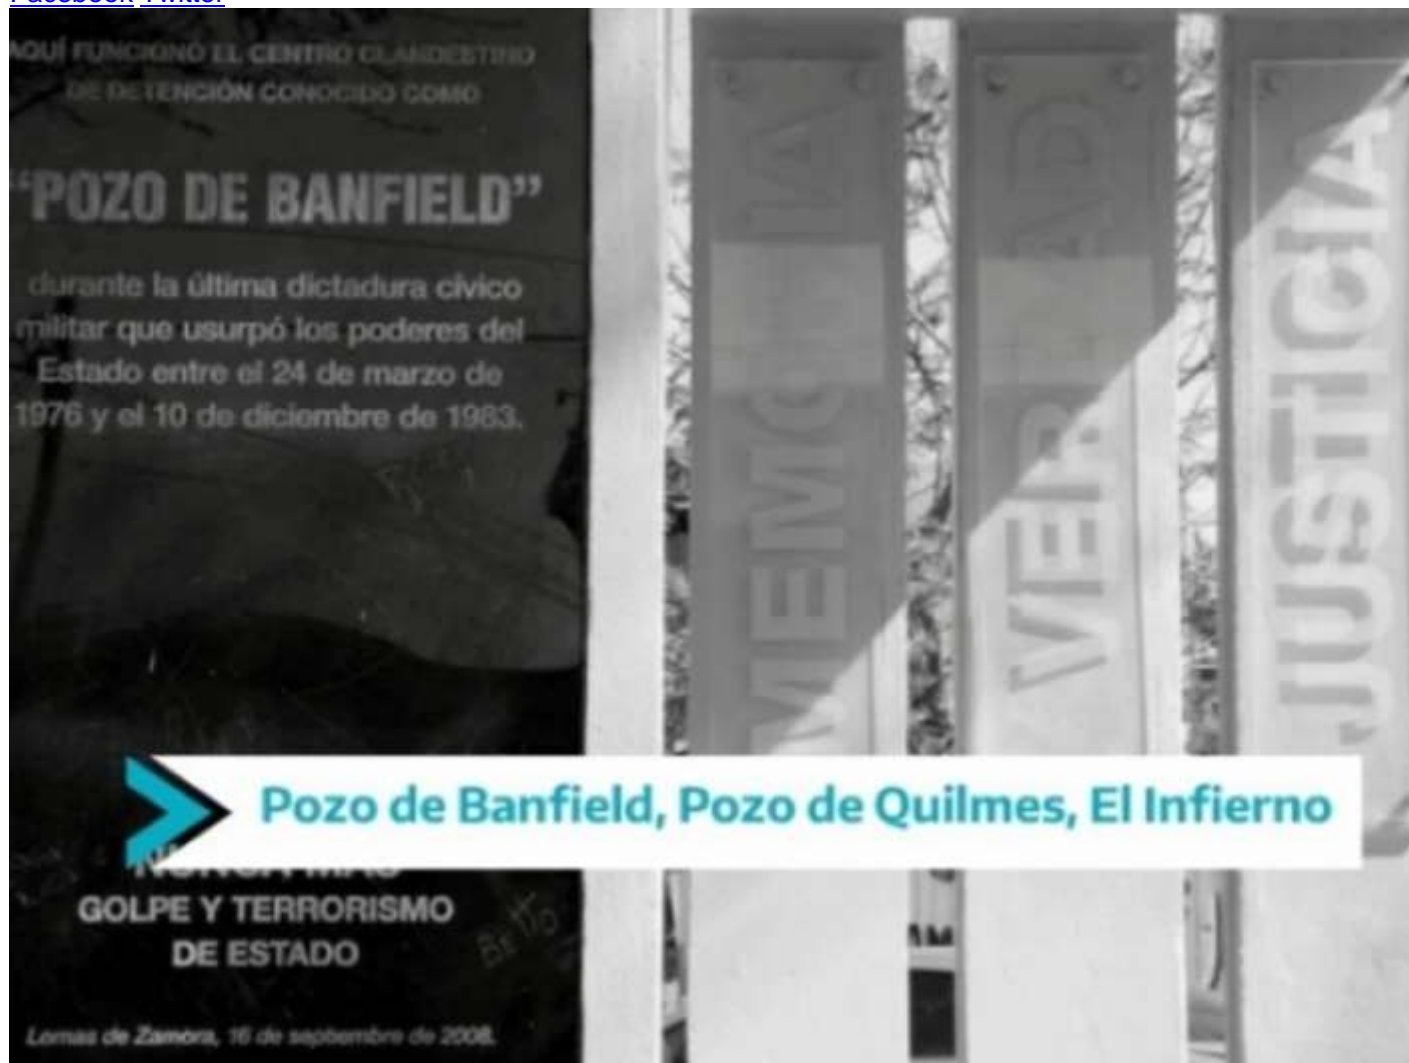 Facebook Twitter
AQUÍ FUNCIONÓ EL CENTRO CLANDESTINO
DE DETENCIÓN CONOCIDO COMO
“POZO DE BANFIELD”
durante la última dictadura cívico
militar que usurpó los poderes del
Estado entre el 24 de marzo de
1976 y el 10 de diciembre de 1983.
NUNCA MÁS
GOLPE Y TERRORISMO
DE ESTADO
BETTO
Lomas de Zamora, 16 de septiembre de 2008.
MEMORIA
VERDAD
JUSTICIA
Pozo de Banfield, Pozo de Quilmes, El Infierno